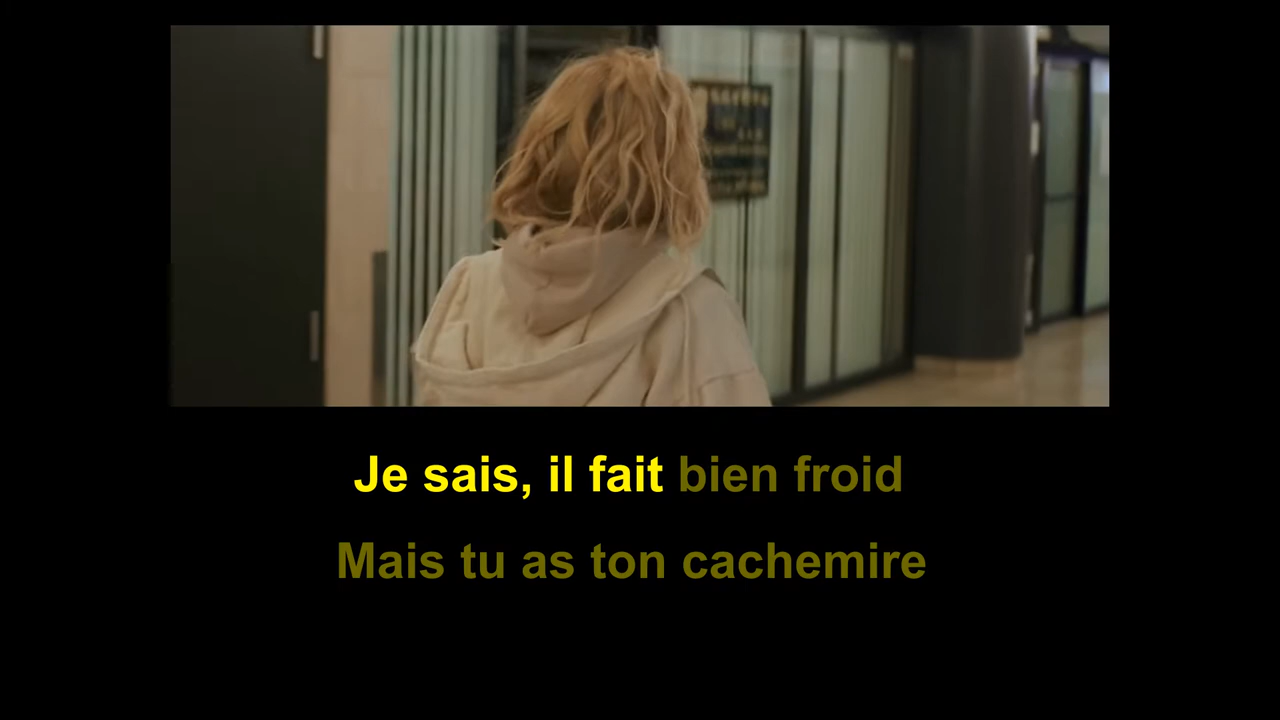 Je sais, il fait bien froid
Mais tu as ton cachemire